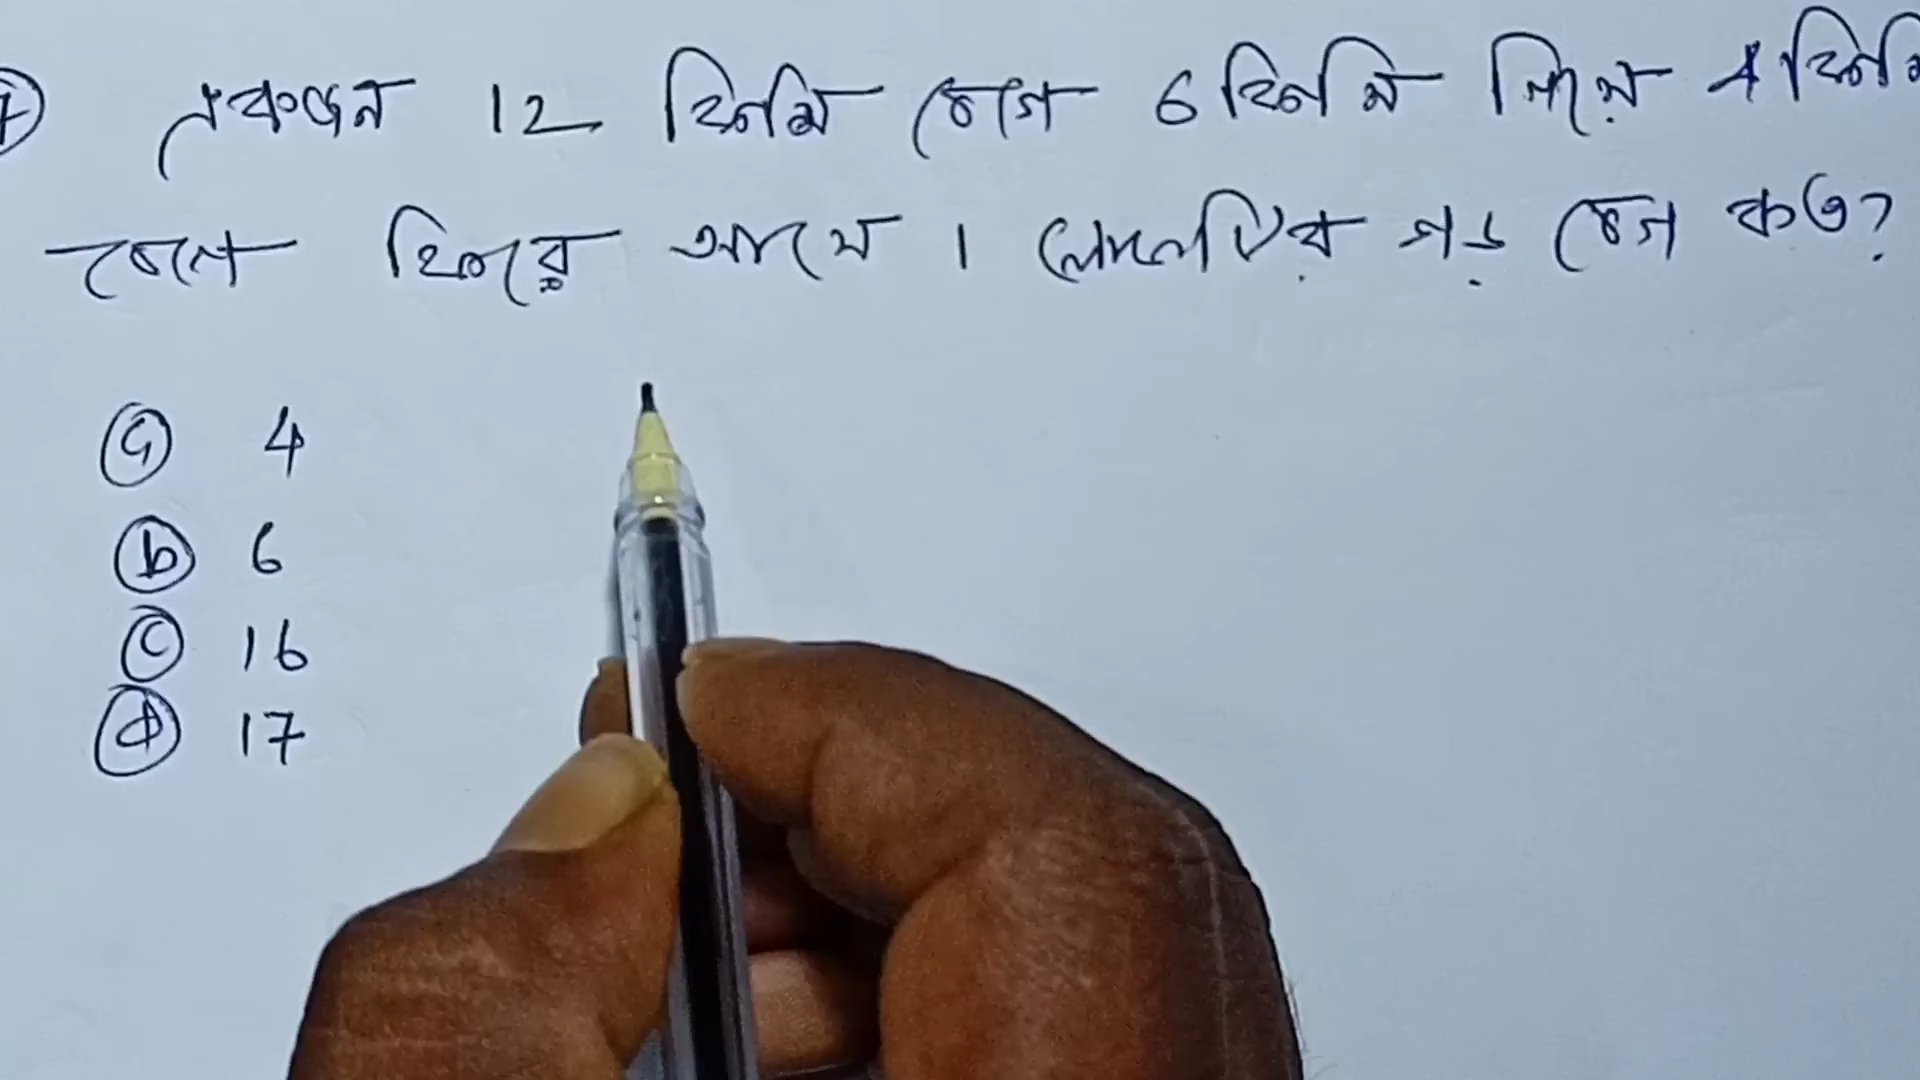 একজন 12 কিমি বেগে 6 কিমি গিয়ে 4 কিমি
বেগে ফিরে আসে। লোকটির গড় বেগ কত?
ⓐ 4
ⓑ 6
ⓒ 16
ⓓ 17